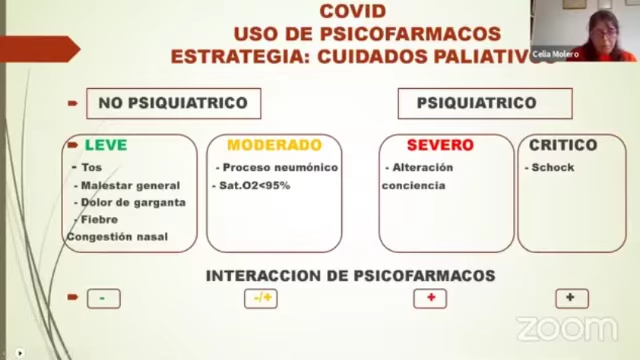 COVID
USO DE PSICOFARMACOS
ESTRATEGIA: CUIDADOS PALIATIVOS
Celia Molero
NO PSIQUIATRICO
PSIQUIATRICO
LEVE
- Tos
- Malestar general
- Dolor de garganta
- Fiebre
Congestión nasal
MODERADO
- Proceso neumónico
- Sat.O2<95%
SEVERO
- Alteración
conciencia
CRITICO
- Schock
INTERACCION DE PSICOFARMACOS
-
-/+
+
+
zoom